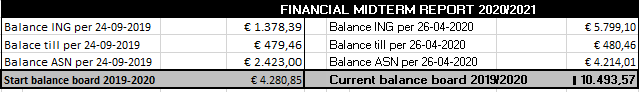 FINANCIAL MIDTERM REPORT 2020/2021
Balance ING per 24-09-2019 € 1.378,39 Balance ING per 26-04-2020 € 5.799,10
Balace till per 24-09-2019 € 479,46 Balance till per 26-04-2020 € 480,46
Balance ASN per 24-09-2019 € 2.423,00 Balance ASN per 26-04-2020 € 4.214,01
Start balance board 2019-2020 € 4.280,85 Current balance board 2019/2020 10.493,57